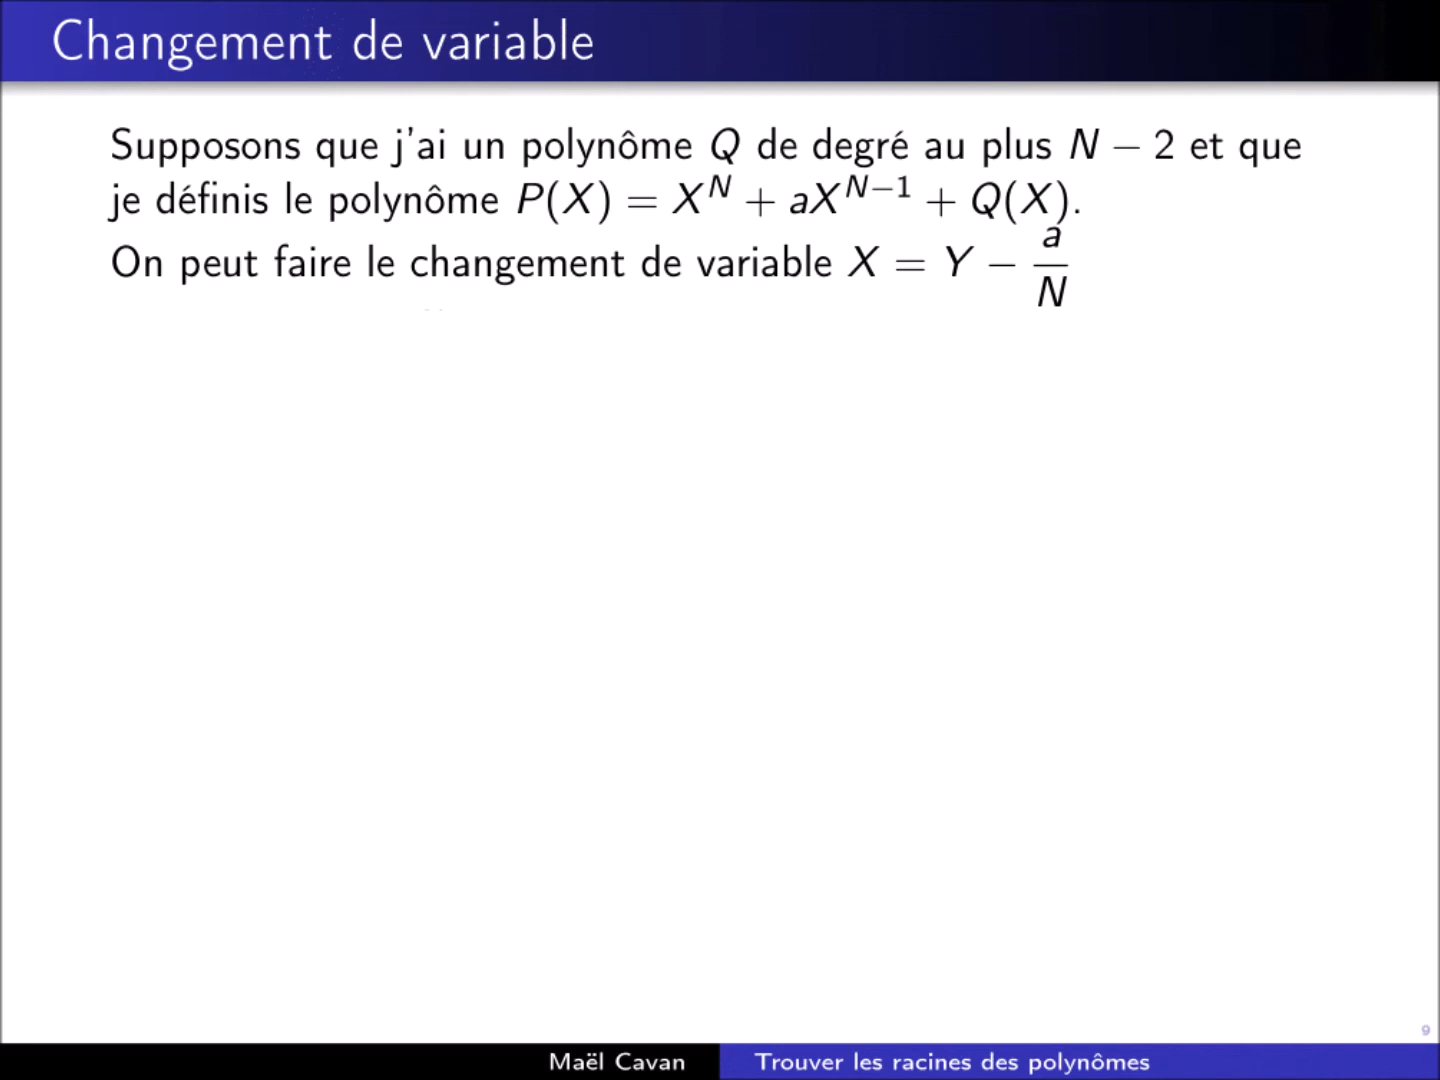 Changement de variable
Supposons que j'ai un polynôme Q de degré au plus N − 2 et que
je définis le polynôme P(X) = X^N + aX^{N−1} + Q(X).
On peut faire le changement de variable X = Y − \frac{a}{N}
9
Maël Cavan
Trouver les racines des polynômes